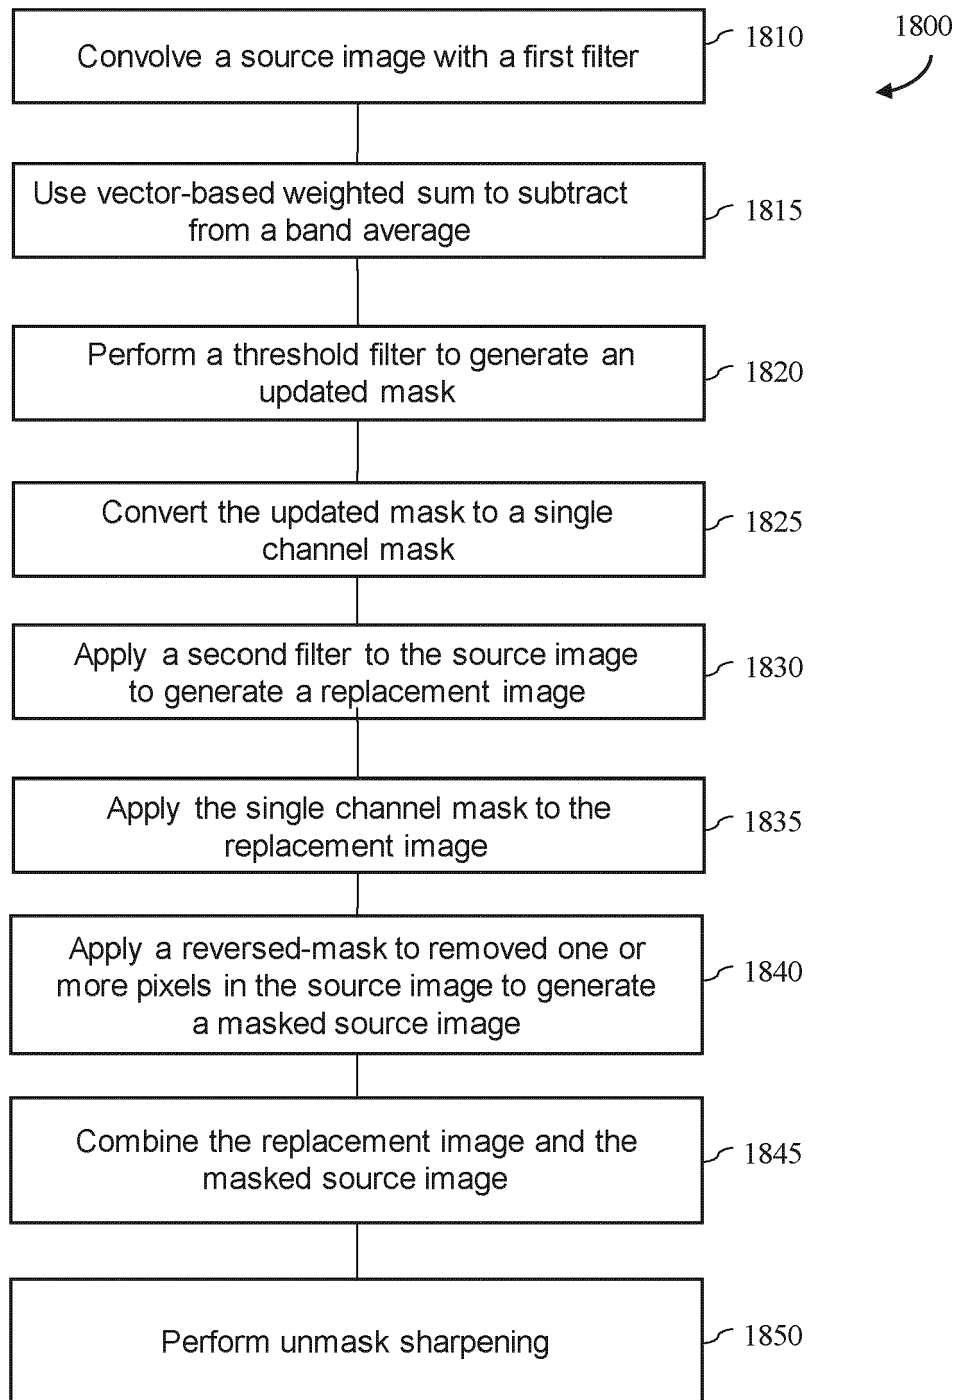 Convolve a source image with a first filter
1810
1800
Use vector-based weighted sum to subtract
from a band average
1815
Perform a threshold filter to generate an
updated mask
1820
Convert the updated mask to a single
channel mask
1825
Apply a second filter to the source image
to generate a replacement image
1830
Apply the single channel mask to the
replacement image
1835
Apply a reversed-mask to removed one or
more pixels in the source image to generate
a masked source image
1840
Combine the replacement image and the
masked source image
1845
Perform unmask sharpening
1850